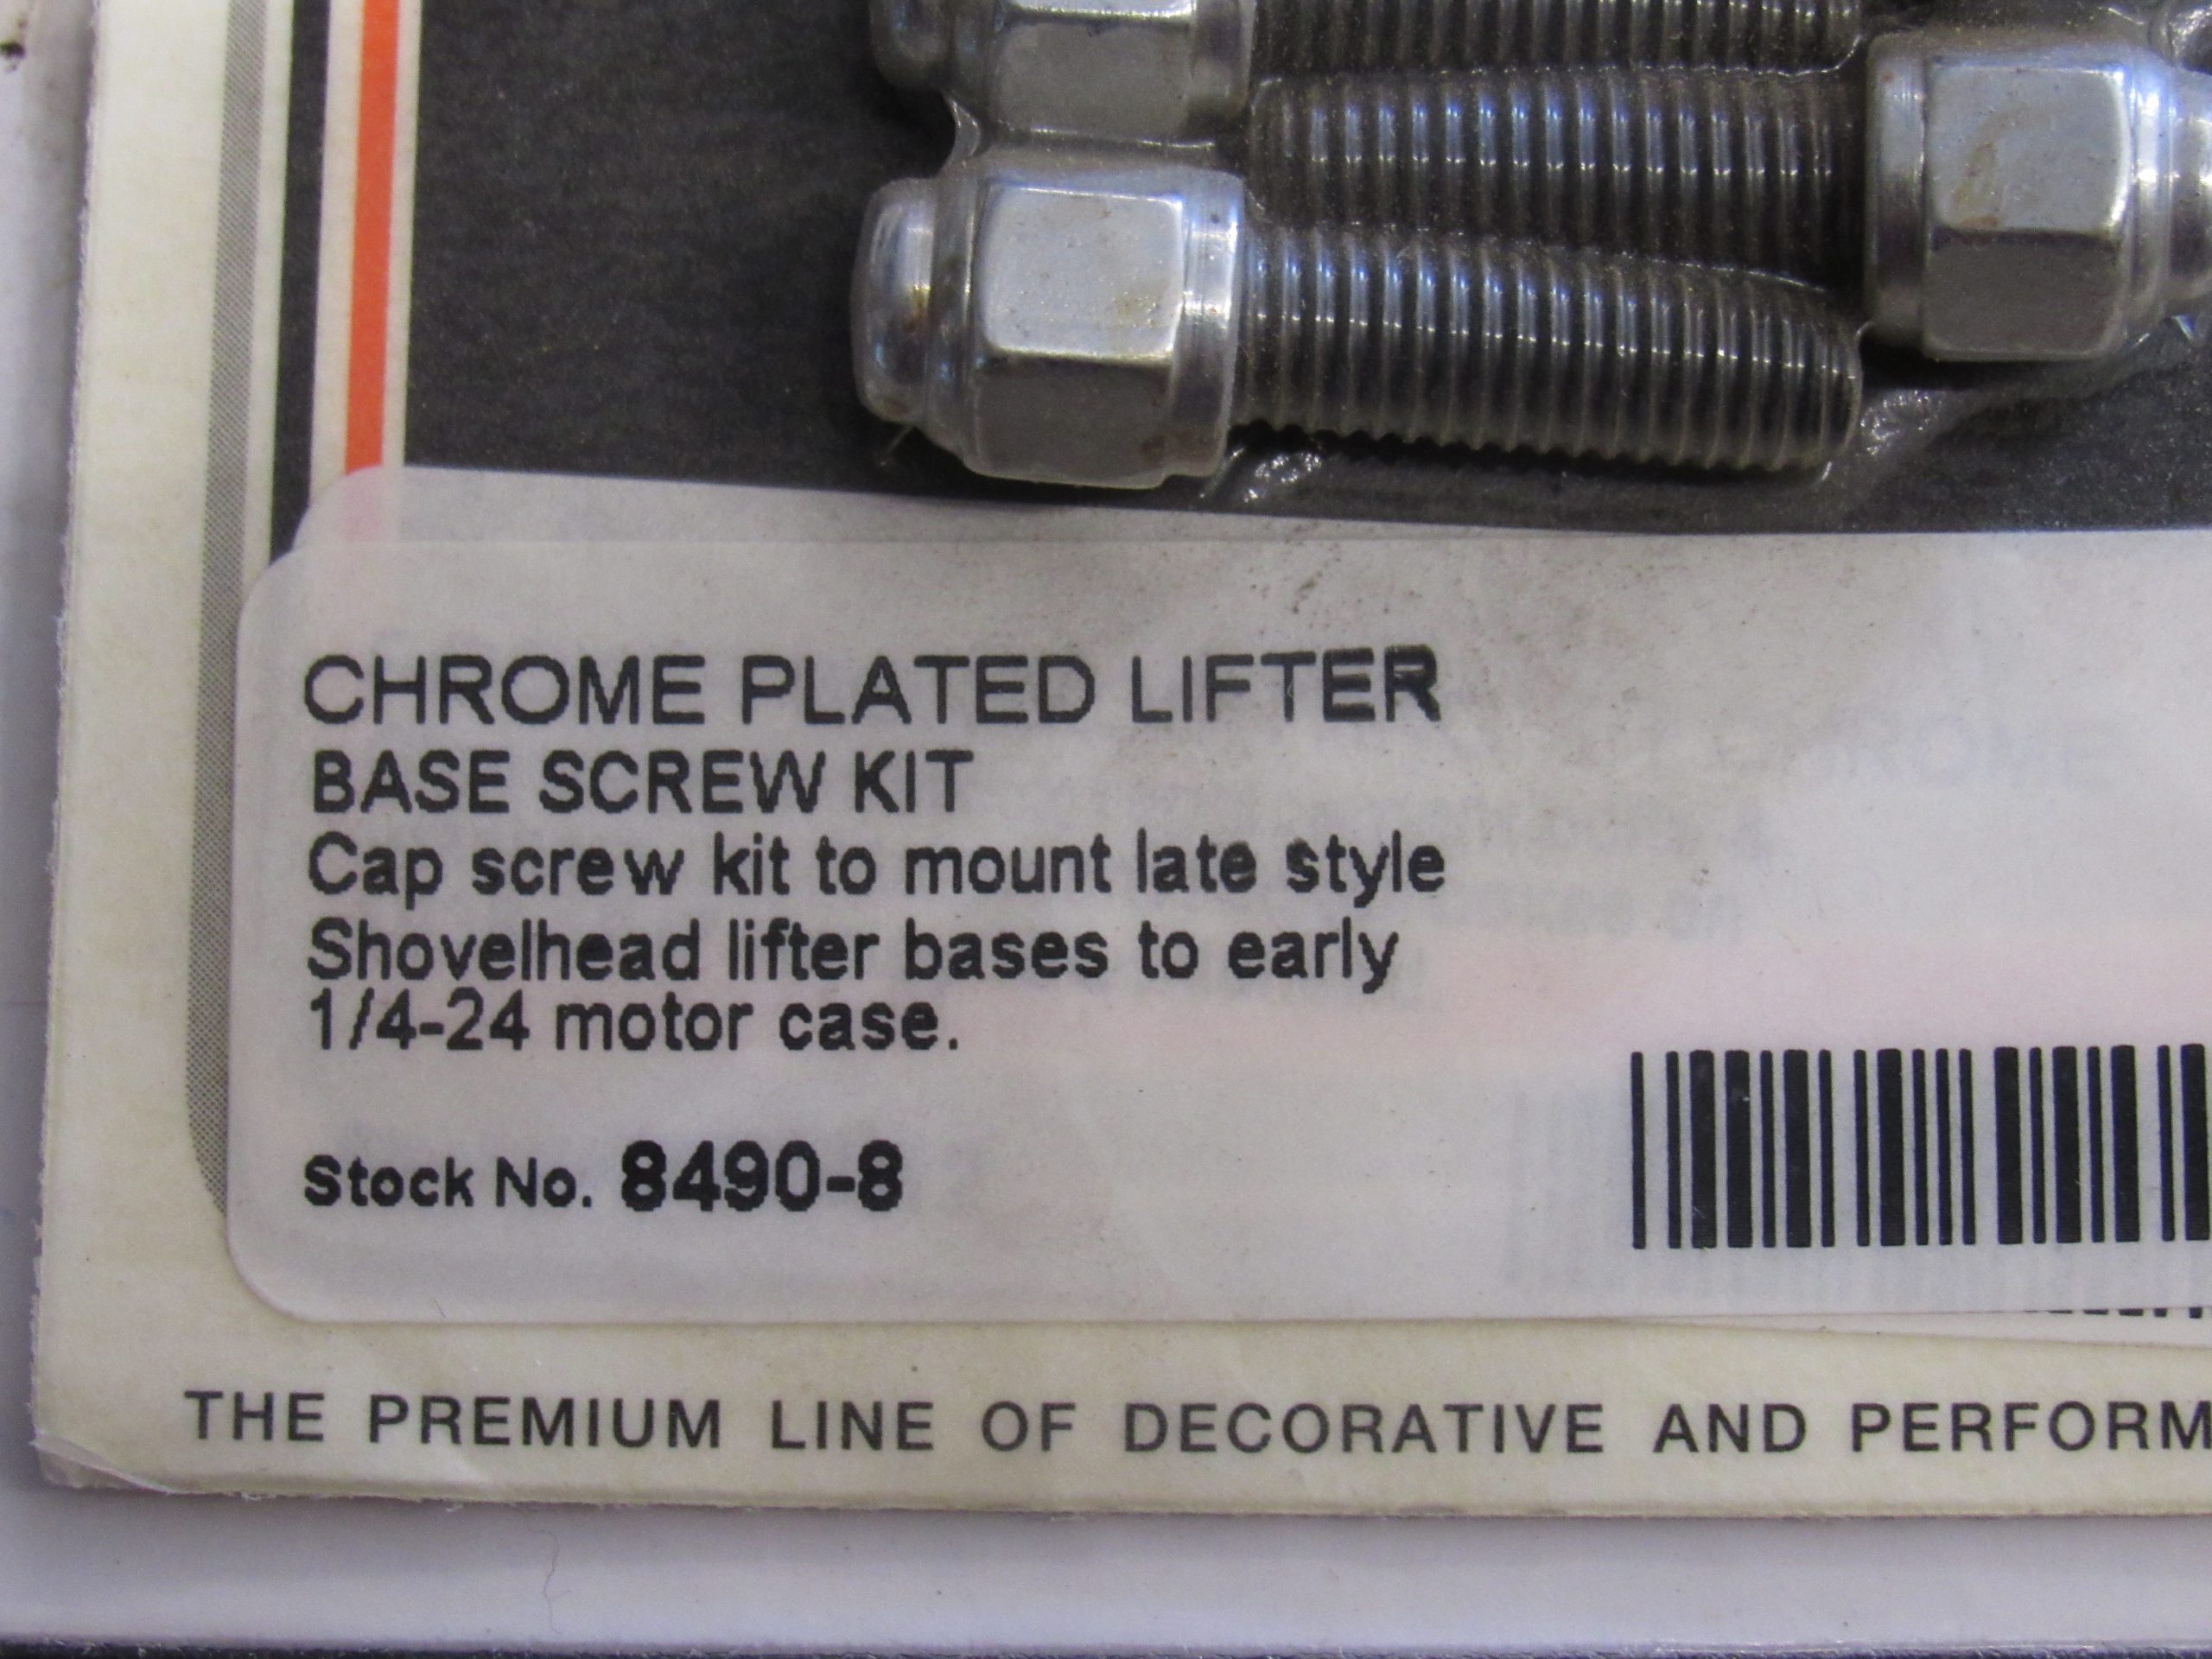 CHROME PLATED LIFTER
BASE SCREW KIT
Cap screw kit to mount late style
Shovelhead lifter bases to early
1/4-24 motor case.
Stock No. 8490-8
THE PREMIUM LINE OF DECORATIVE AND PERFORM